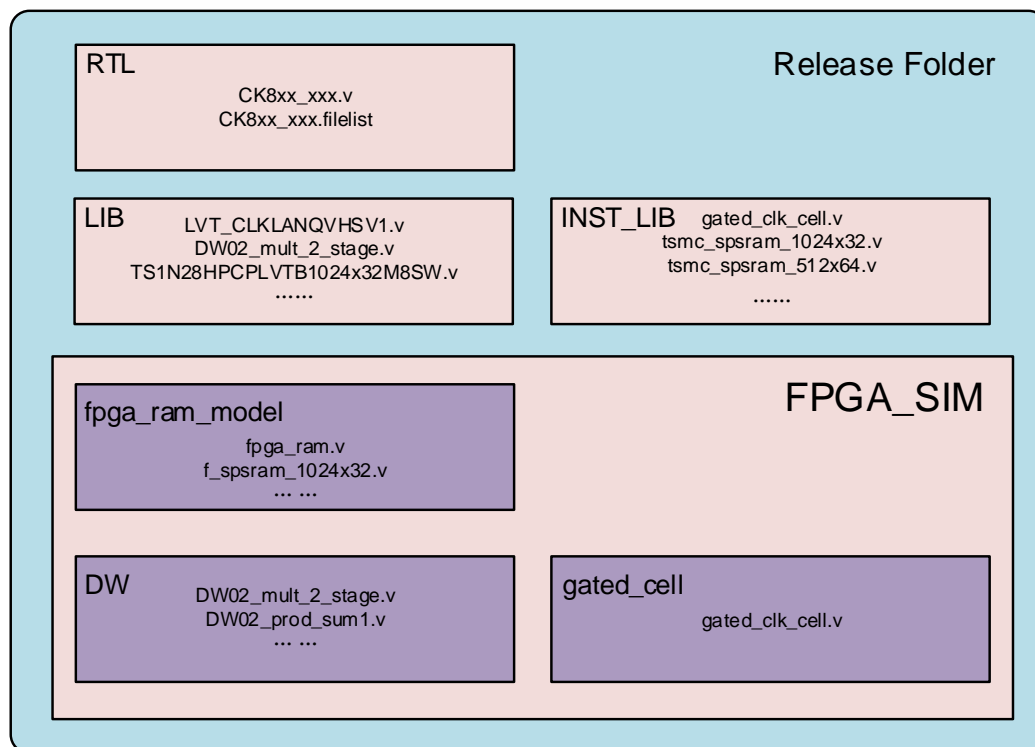 Release Folder
RTL
CK8xx_xxx.v
CK8xx_xxx.filelist
LIB
LVT_CLKLANQVHSV1.v
DW02_mult_2_stage.v
TS1N28HPCPLVTB1024x32M8SW.v
......
INST_LIB
gated_clk_cell.v
tsmc_spsram_1024x32.v
tsmc_spsram_512x64.v
......
FPGA_SIM
fpga_ram_model
fpga_ram.v
f_spsram_1024x32.v
... ...
DW
DW02_mult_2_stage.v
DW02_prod_sum1.v
... ...
gated_cell
gated_clk_cell.v